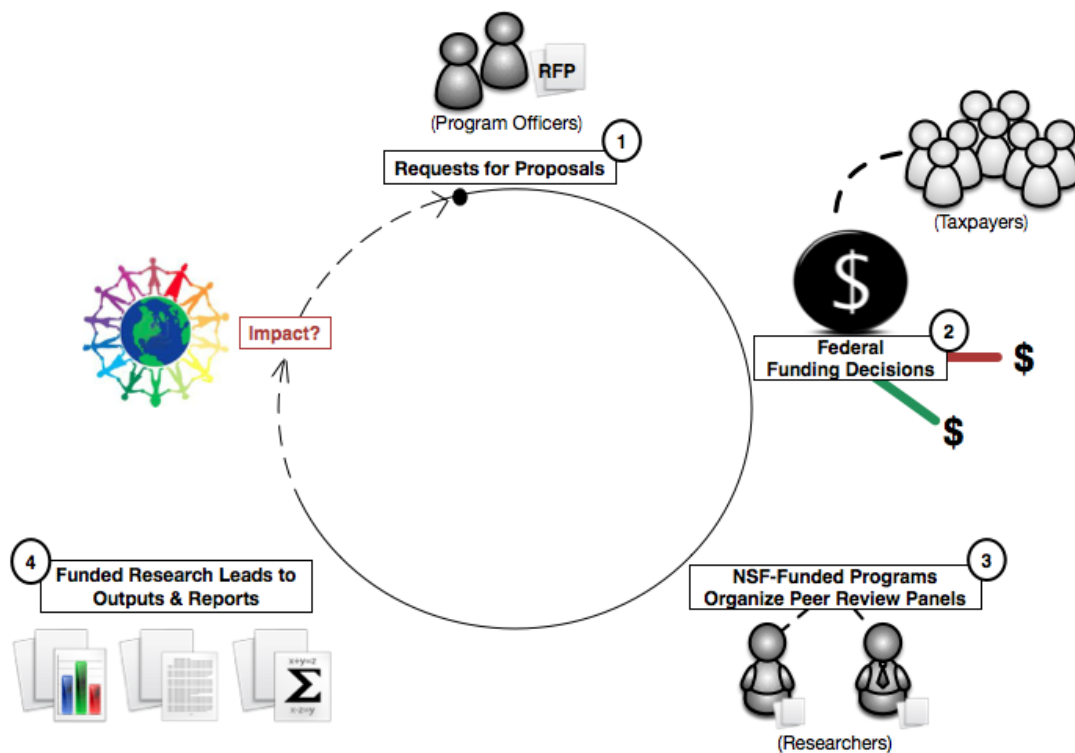 RFP
(Program Officers)
1
Requests for Proposals
(Taxpayers)
$
2
Federal
Funding Decisions
$
$
Impact?
3
NSF-Funded Programs
Organize Peer Review Panels
(Researchers)
4
Funded Research Leads to
Outputs & Reports
x+y=z
Σ
x-z=y